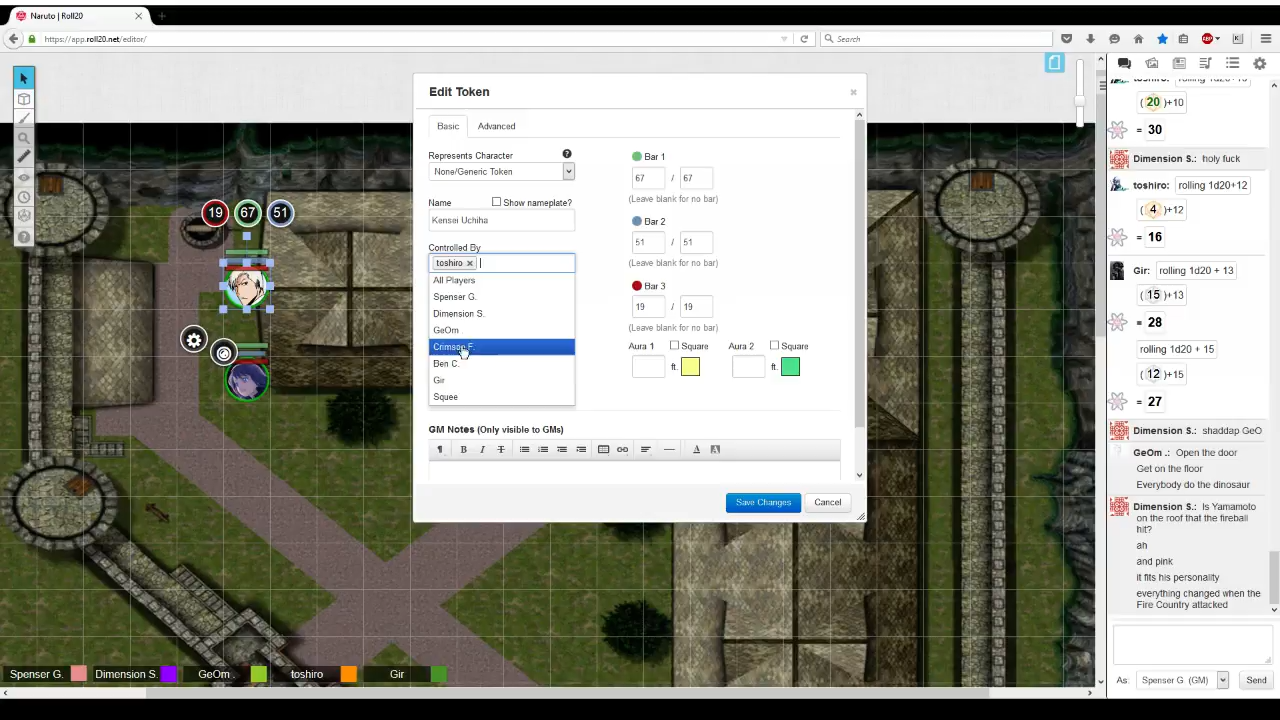 Naruto | Roll20
https://app.roll20.net/editor/
Search
Edit Token
Basic
Advanced
Represents Character
None/Generic Token
Name
Show nameplate?
Kensei Uchiha
Controlled By
toshiro
All Players
Spenser G.
Dimension S.
GeOm
Crimson F.
Ben C.
Gir
Squee
Bar 1
67 / 67
(Leave blank for no bar)
Bar 2
51 / 51
(Leave blank for no bar)
Bar 3
19 / 19
(Leave blank for no bar)
Aura 1
Square
Aura 2
Square
ft.
ft.
GM Notes (Only visible to GMs)
Save Changes
Cancel
19
67
51
Spenser G.
Dimension S.
GeOm .
toshiro
Gir
(20)+10
= 30
Dimension S.: holy fuck
toshiro: rolling 1d20+12
(4)+12
= 16
Gir: rolling 1d20 + 13
(15)+13
= 28
rolling 1d20 + 15
(12)+15
= 27
Dimension S.: shaddap GeO
GeOm .: Open the door
Get on the floor
Everybody do the dinosaur
Dimension S.: Is Yamamoto
on the roof that the fireball
hit?
ah
and pink
it fits his personality
everything changed when the
Fire Country attacked
As:
Spenser G (GM)
Send